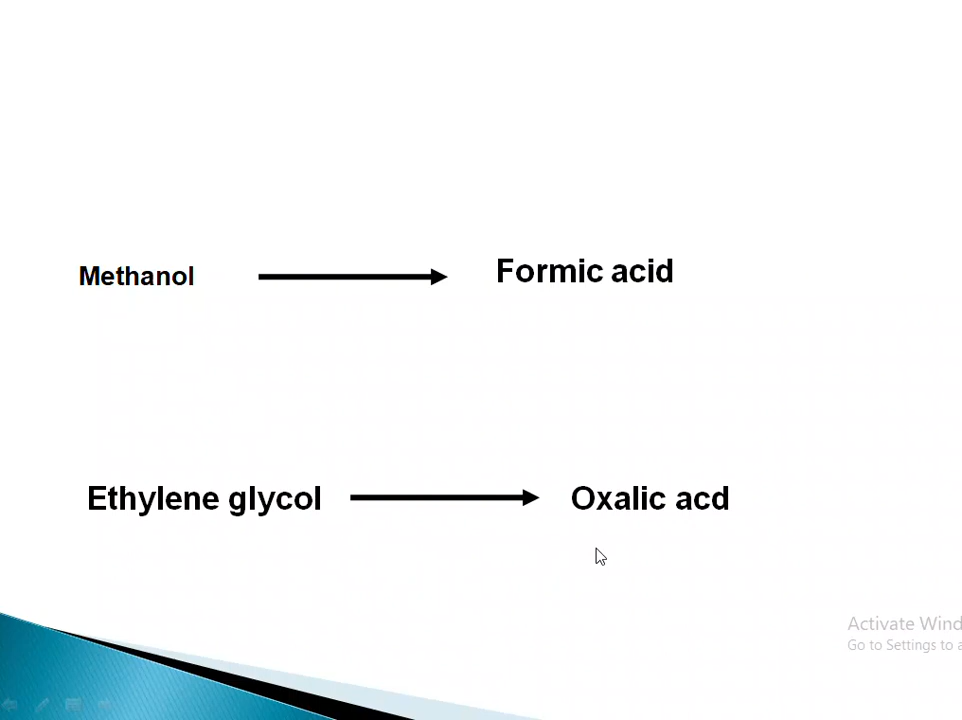 Methanol
Formic acid
Ethylene glycol
Oxalic acd
Activate Wind
Go to Settings to a